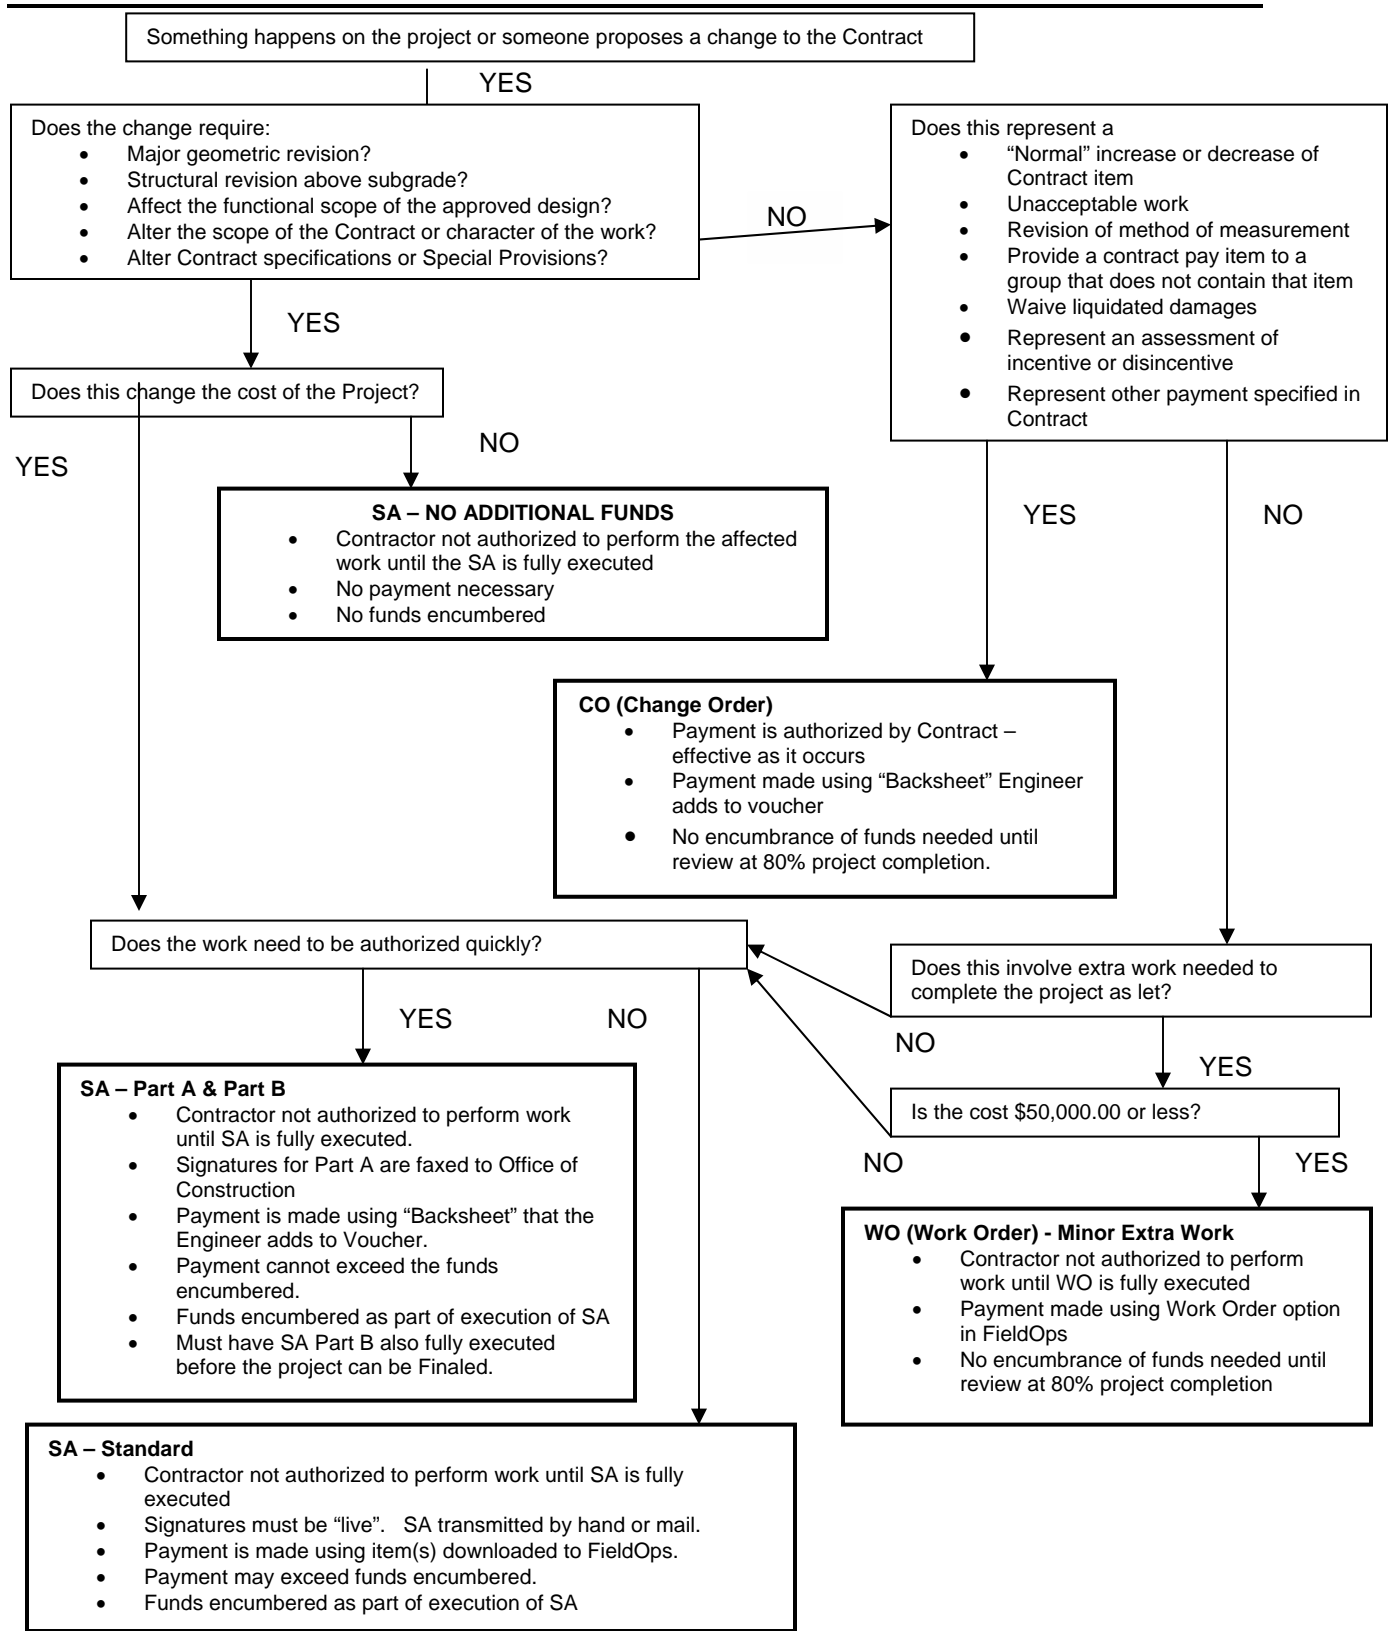 Something happens on the project or someone proposes a change to the Contract
YES
Does the change require:
• Major geometric revision?
• Structural revision above subgrade?
• Affect the functional scope of the approved design?
• Alter the scope of the Contract or character of the work?
• Alter Contract specifications or Special Provisions?
NO
Does this represent a
• “Normal” increase or decrease of
Contract item
• Unacceptable work
• Revision of method of measurement
• Provide a contract pay item to a
group that does not contain that item
• Waive liquidated damages
• Represent an assessment of
incentive or disincentive
• Represent other payment specified in
Contract
YES
Does this change the cost of the Project?
NO
YES
SA – NO ADDITIONAL FUNDS
• Contractor not authorized to perform the affected
work until the SA is fully executed
• No payment necessary
• No funds encumbered
YES
NO
CO (Change Order)
• Payment is authorized by Contract –
effective as it occurs
• Payment made using “Backsheet” Engineer
adds to voucher
• No encumbrance of funds needed until
review at 80% project completion.
Does the work need to be authorized quickly?
Does this involve extra work needed to
complete the project as let?
YES
NO
NO
YES
SA – Part A & Part B
• Contractor not authorized to perform work
until SA is fully executed.
• Signatures for Part A are faxed to Office of
Construction
• Payment is made using “Backsheet” that the
Engineer adds to Voucher.
• Payment cannot exceed the funds
encumbered.
• Funds encumbered as part of execution of SA
• Must have SA Part B also fully executed
before the project can be Finaled.
Is the cost $50,000.00 or less?
NO
YES
WO (Work Order) - Minor Extra Work
• Contractor not authorized to perform
work until WO is fully executed
• Payment made using Work Order option
in FieldOps
• No encumbrance of funds needed until
review at 80% project completion
SA – Standard
• Contractor not authorized to perform work until SA is fully
executed
• Signatures must be “live”. SA transmitted by hand or mail.
• Payment is made using item(s) downloaded to FieldOps.
• Payment may exceed funds encumbered.
• Funds encumbered as part of execution of SA